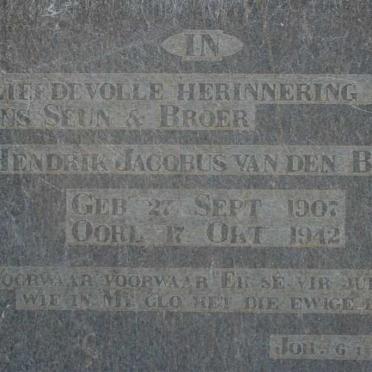 IN
LIEFDEVOLLE HERINNERING
ONS SEUN & BROER
HENDRIK JACOBUS VAN DEN B
GEB 27 SEPT 1907
OORL 17 OKT 1942
VOORWAAR VOORWAAR EK SÊ VIR JUL
WIE IN MY GLO HET DIE EWIGE
JOH. 6